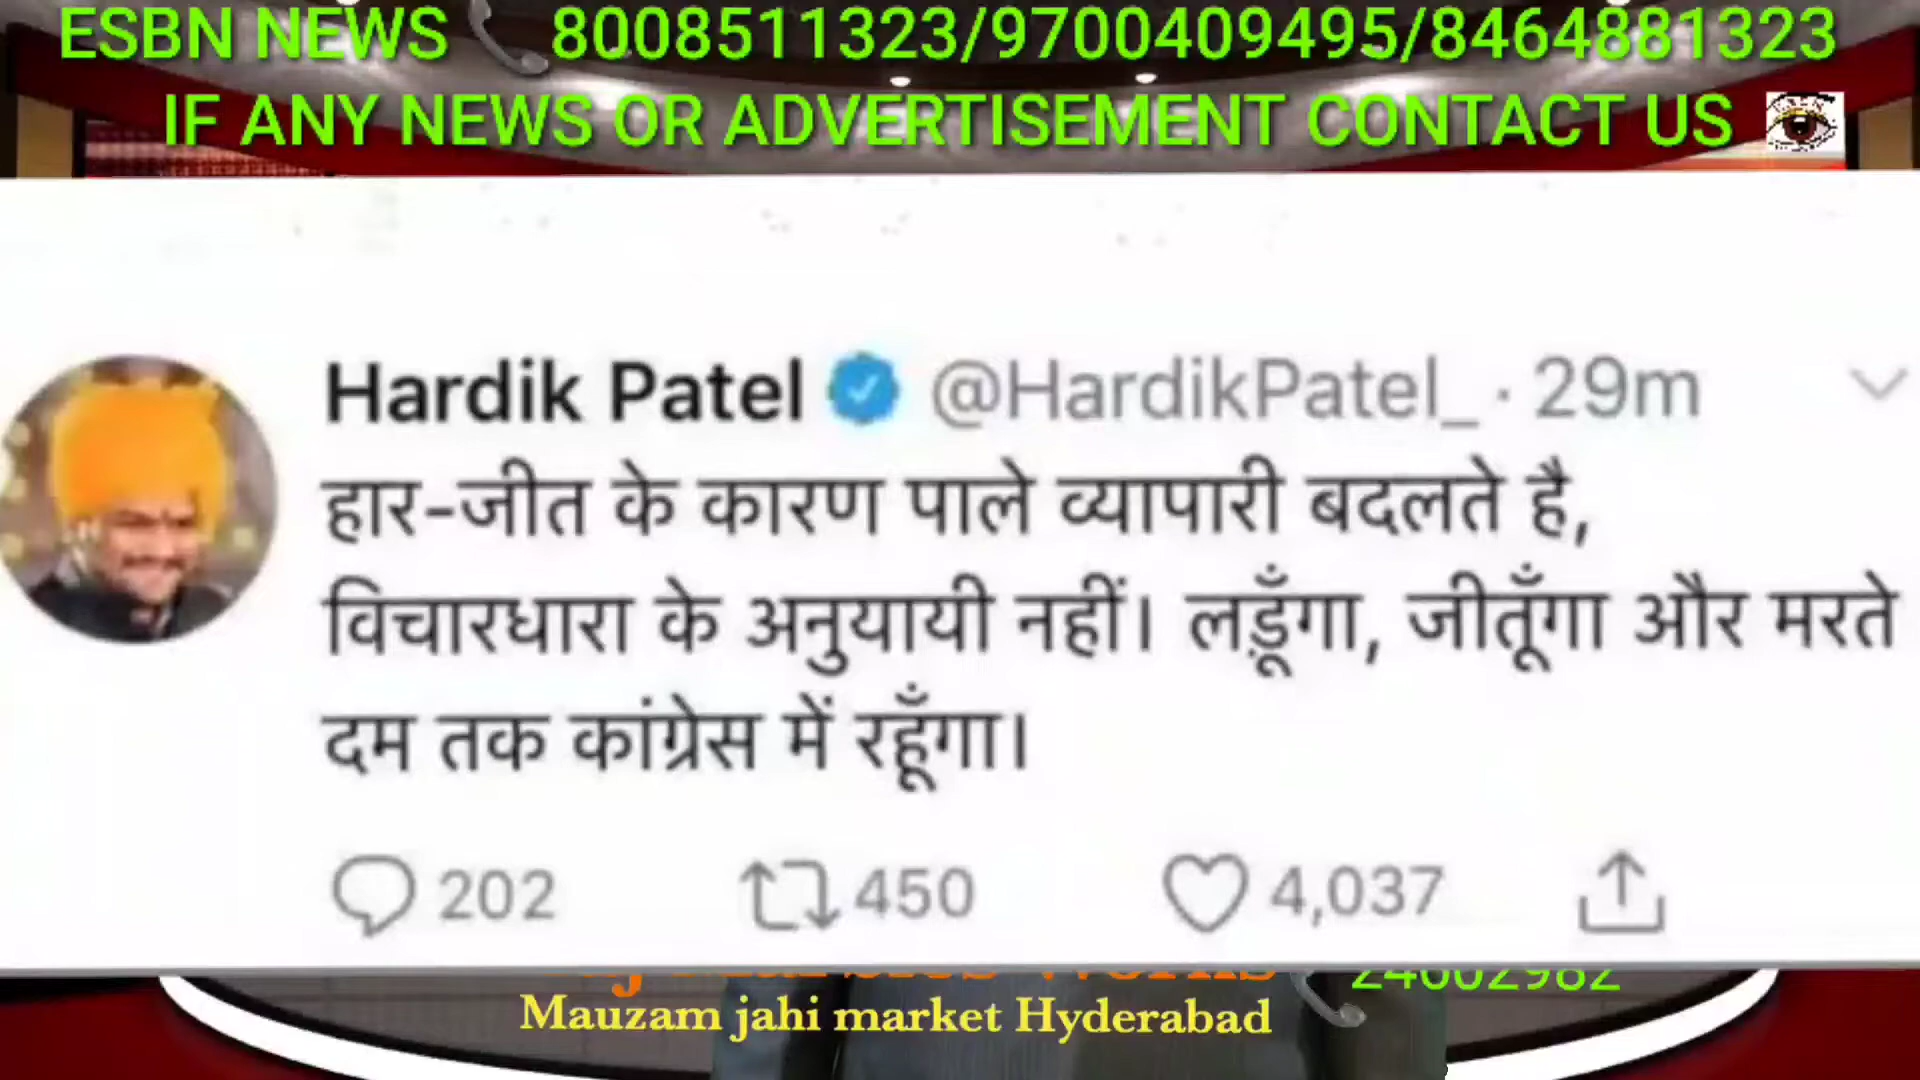 ESBN NEWS 8008511323/9700409495/8464881323
IF ANY NEWS OR ADVERTISEMENT CONTACT US
Hardik Patel @HardikPatel_ · 29m
हार-जीत के कारण पाले व्यापारी बदलते है,
विचारधारा के अनुयायी नहीं। लड़ूँगा, जीतूँगा और मरते
दम तक कांग्रेस में रहूँगा।
202 450 4,037
24602982
Mauzam jahi market Hyderabad